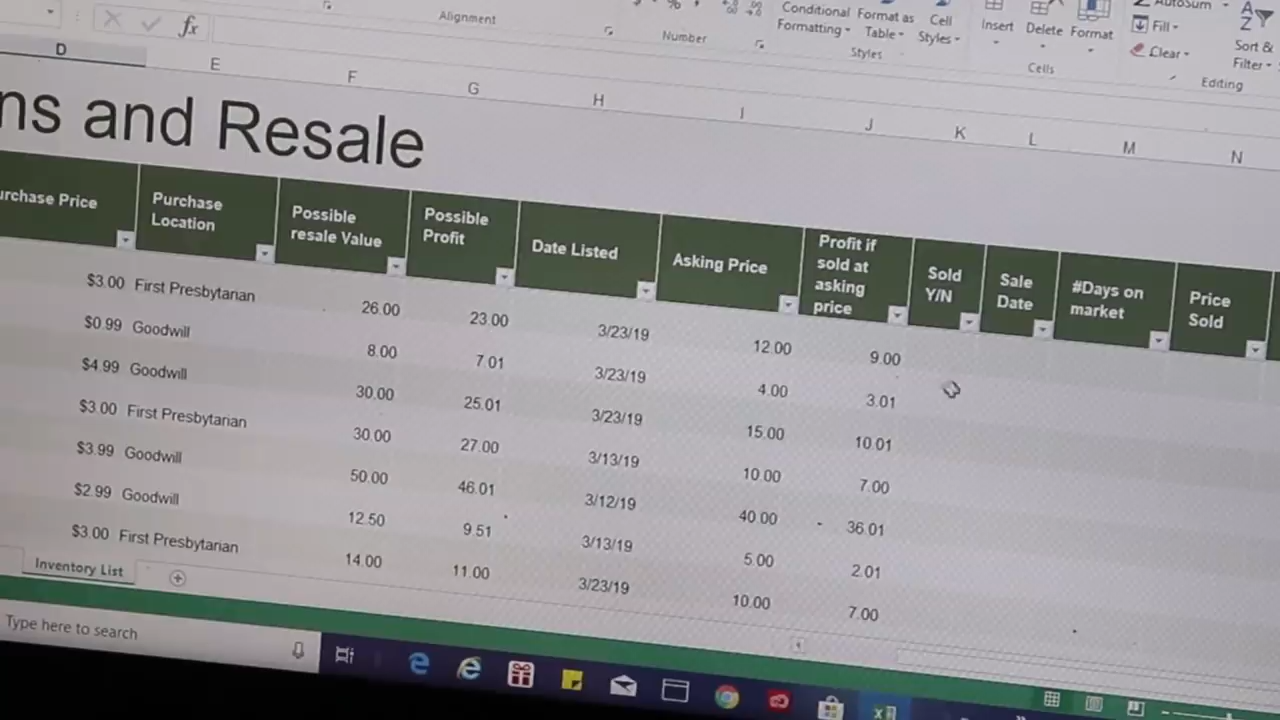 AutoSum
Conditional Formatting
Format as Table
Cell Styles
Insert
Delete
Format
Fill
Clear
Sort & Filter
Alignment
Number
Styles
Cells
Editing
fx
D E F G H I J K L M N
ns and Resale
urchase Price
Purchase Location
Possible resale Value
Possible Profit
Date Listed
Asking Price
Profit if sold at asking price
Sold Y/N
Sale Date
#Days on market
Price Sold
$3.00 First Presbytarian 26.00 23.00 3/23/19 12.00 9.00
$0.99 Goodwill 8.00 7.01 3/23/19 4.00 3.01
$4.99 Goodwill 30.00 25.01 3/23/19 15.00 10.01
$3.00 First Presbytarian 30.00 27.00 3/13/19 10.00 7.00
$3.99 Goodwill 50.00 46.01 3/12/19 40.00 36.01
$2.99 Goodwill 12.50 9.51 3/13/19 5.00 2.01
$3.00 First Presbytarian 14.00 11.00 3/23/19 10.00 7.00
Inventory List
Type here to search